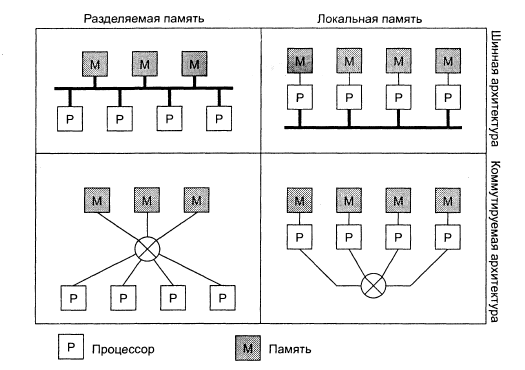 Разделяемая память
Локальная память
М М М
Р Р Р Р
М М М М
Р Р Р Р
Шинная архитектура
М М М
Р Р Р Р
М М М М
Р Р Р Р
Коммутируемая архитектура
Р Процессор
М Память